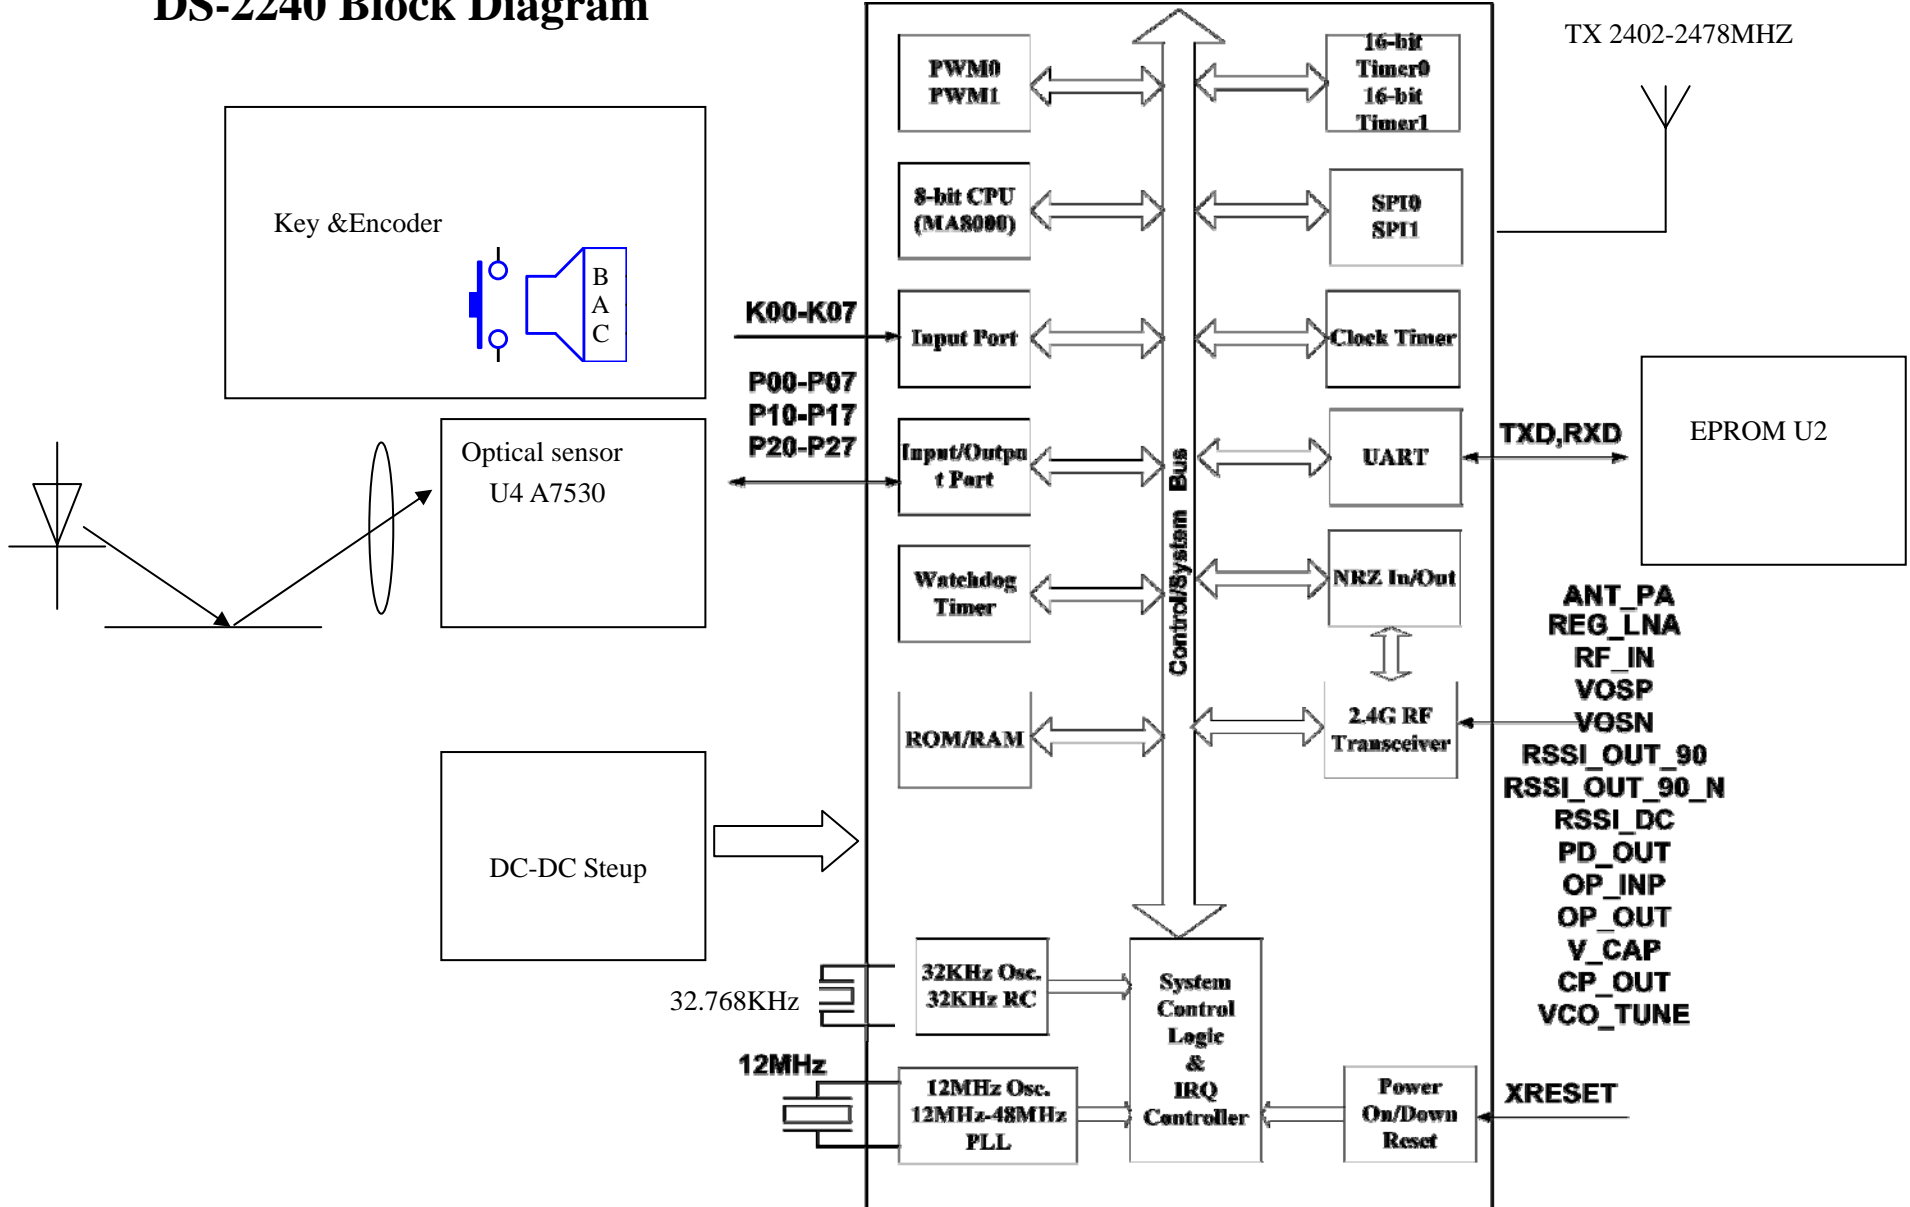 DS-2240 Block Diagram
TX 2402-2478MHZ
PWM0
PWM1
16-bit
Timer0
16-bit
Timer1
Key &Encoder
B
A
C
8-bit CPU
(MA8000)
SPI0
SPI1
K00-K07
Input Port
Clock Timer
P00-P07
P10-P17
P20-P27
Optical sensor
U4 A7530
Input/Outpu
t Port
UART
TXD,RXD
EPROM U2
Control/System Bus
Watchdog
Timer
NRZ In/Out
ANT_PA
REG_LNA
RF_IN
VOSP
VOSN
RSSI_OUT_90
RSSI_OUT_90_N
RSSI_DC
PD_OUT
OP_INP
OP_OUT
V_CAP
CP_OUT
VCO_TUNE
ROM/RAM
2.4G RF
Transceiver
DC-DC Steup
32.768KHz
32KHz Osc.
32KHz RC
System
Control
Logic
&
IRQ
Controller
12MHz
12MHz Osc.
12MHz-48MHz
PLL
Power
On/Down
Reset
XRESET